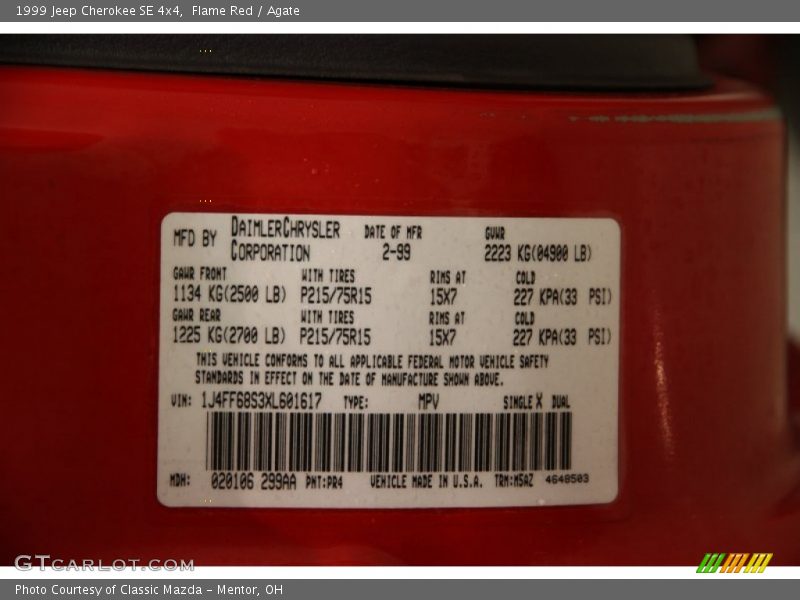 1999 Jeep Cherokee SE 4x4, Flame Red / Agate
MFD BY DAIMLERCHRYSLER CORPORATION DATE OF MFR 2-99 GVWR 2223 KG(04900 LB)
GAWR FRONT WITH TIRES RIMS AT COLD
1134 KG(2500 LB) P215/75R15 15X7 227 KPA(33 PSI)
GAWR REAR WITH TIRES RIMS AT COLD
1225 KG(2700 LB) P215/75R15 15X7 227 KPA(33 PSI)
THIS VEHICLE CONFORMS TO ALL APPLICABLE FEDERAL MOTOR VEHICLE SAFETY
STANDARDS IN EFFECT ON THE DATE OF MANUFACTURE SHOWN ABOVE.
VIN: 1J4FF68S3XL601617 TYPE: MPV SINGLE X DUAL
MDH: 020106 299AA PNT:PR4 VEHICLE MADE IN U.S.A. TRM:M5AZ 4648503
GTCARLOT.COM
Photo Courtesy of Classic Mazda - Mentor, OH